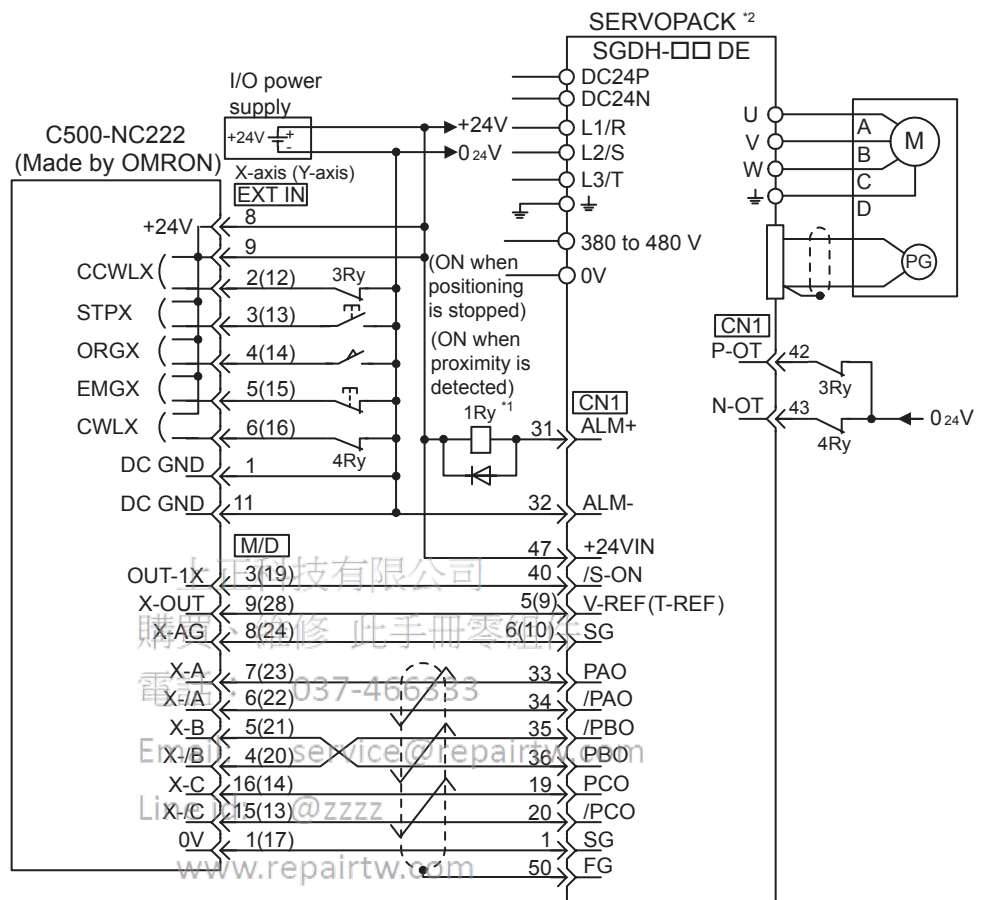 SERVOPACK *2
SGDH-□□ DE
I/O power
supply
+24V + -
C500-NC222
(Made by OMRON)
X-axis (Y-axis)
EXT IN
+24V
0 24V
DC24P
DC24N
L1/R
L2/S
L3/T
380 to 480 V
0V
U
V
W
A
B
C
D
M
PG
+24V 8
9
CCWLX 2(12) 3Ry
STPX 3(13)
ORGX 4(14)
EMGX 5(15)
CWLX 6(16) 4Ry
DC GND 1
DC GND 11
(ON when
positioning
is stopped)
(ON when
proximity is
detected)
1Ry *1
CN1
31 ALM+
32 ALM-
CN1
P-OT 42
3Ry
N-OT 43
4Ry
0 24V
M/D
47 +24VIN
OUT-1X 3(19) 40 /S-ON
X-OUT 9(28) 5(9) V-REF(T-REF)
X-AG 8(24) 6(10) SG
X-A 7(23) 33 PAO
X-/A 6(22) 34 /PAO
X-B 5(21) 35 /PBO
X-/B 4(20) 36 PBO
X-C 16(14) 19 PCO
X-/C 15(13) 20 /PCO
0V 1(17) 1 SG
50 FG
上正科技有限公司
購買、維修 此手冊零組件
電話： 037-466333
Email: service@repairtw.com
Line id: @zzzz
www.repairtw.com